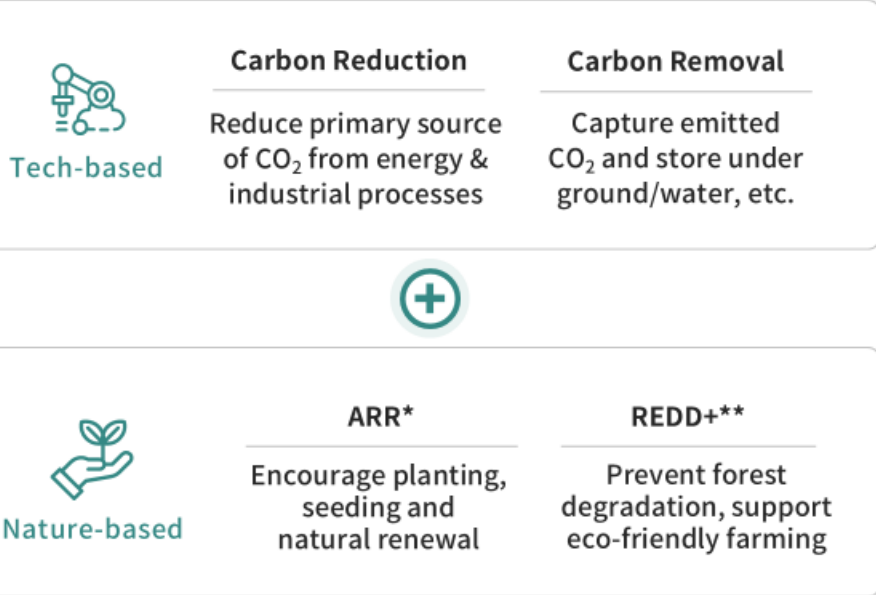 Tech-based
Carbon Reduction
Reduce primary source
of CO₂ from energy &
industrial processes
Carbon Removal
Capture emitted
CO₂ and store under
ground/water, etc.
Nature-based
ARR*
Encourage planting,
seeding and
natural renewal
REDD+**
Prevent forest
degradation, support
eco-friendly farming